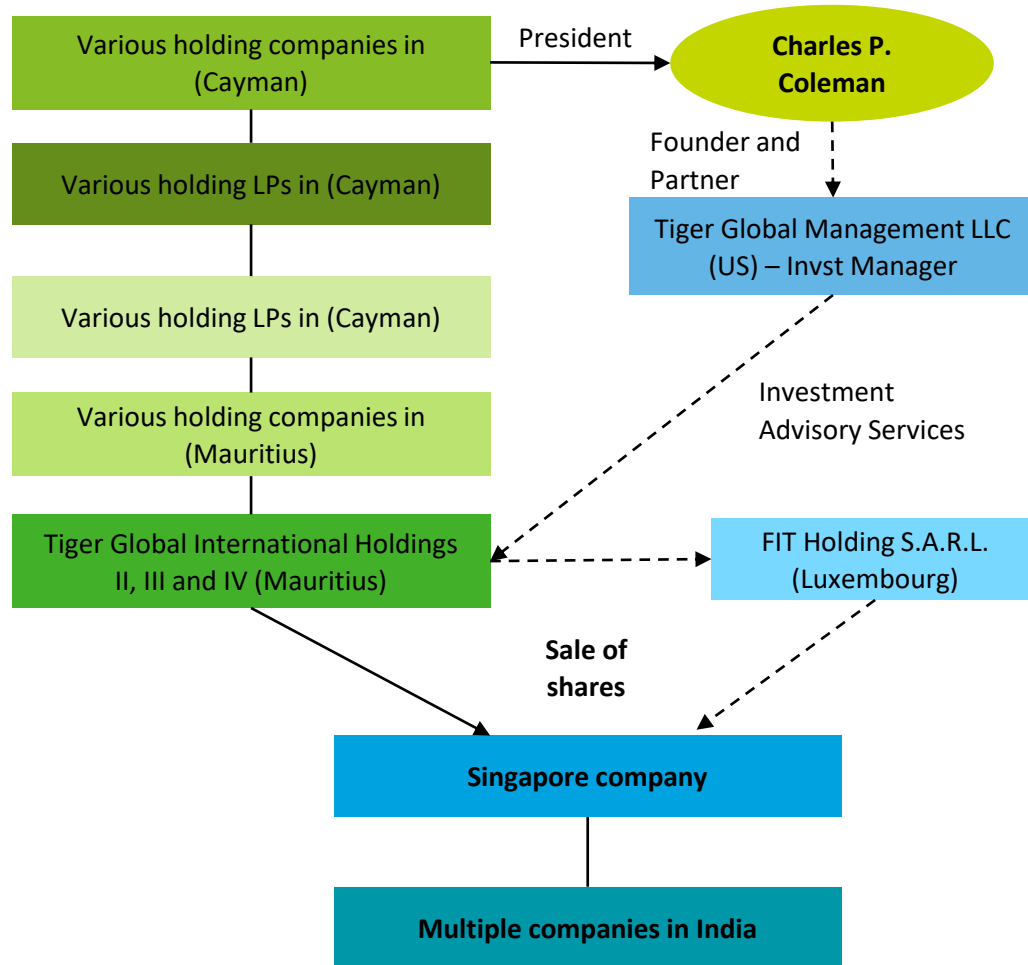 Various holding companies in
(Cayman)
President
Charles P.
Coleman
Founder and
Partner
Various holding LPs in (Cayman)
Tiger Global Management LLC
(US) – Invst Manager
Various holding LPs in (Cayman)
Investment
Advisory Services
Various holding companies in
(Mauritius)
Tiger Global International Holdings
II, III and IV (Mauritius)
FIT Holding S.A.R.L.
(Luxembourg)
Sale of
shares
Singapore company
Multiple companies in India